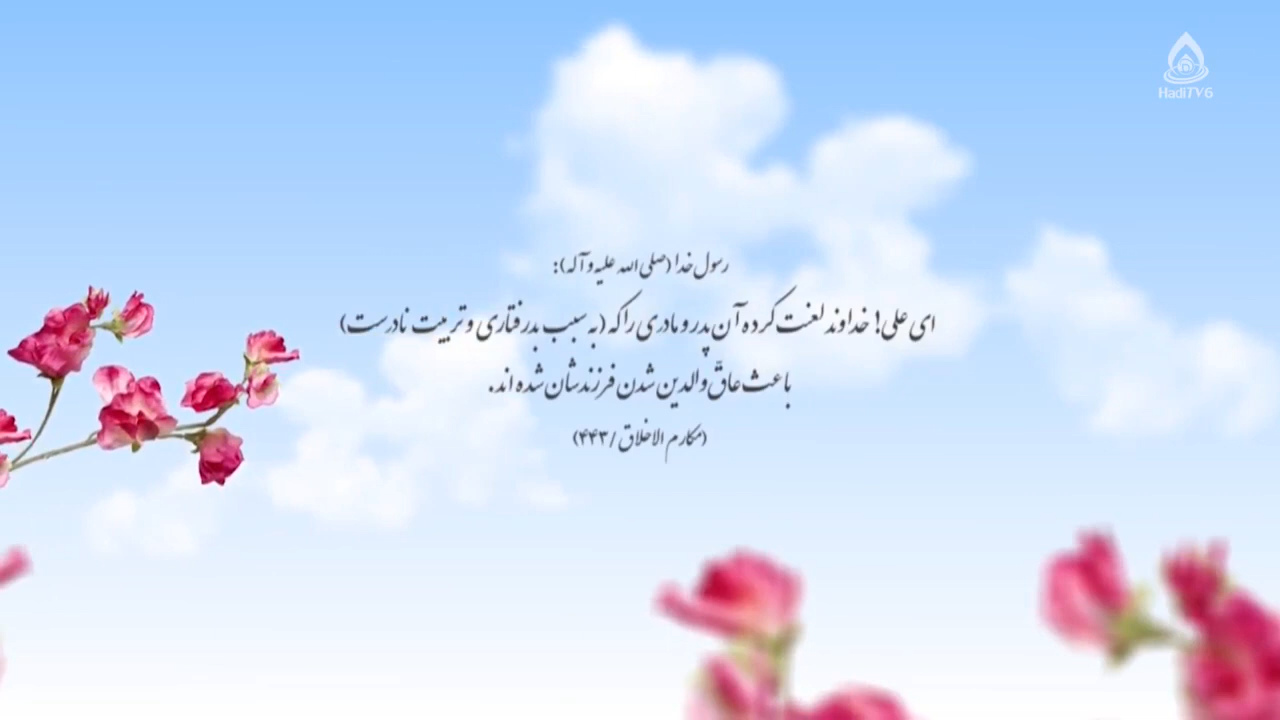 HadiTV6
رسول خدا (صلی الله علیه و آله):
ای علی! خداوند لعنت کرده آن پدر و مادری را که (به سبب بدرفتاری و تربیت نادرست)
باعث عاقّ والدین شدن فرزندشان شده اند.
(مکارم الاخلاق / ۴۴۳)